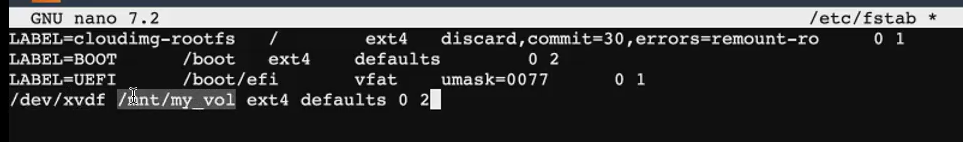 GNU nano 7.2 /etc/fstab *
LABEL=cloudimg-rootfs / ext4 discard,commit=30,errors=remount-ro 0 1
LABEL=BOOT /boot ext4 defaults 0 2
LABEL=UEFI /boot/efi vfat umask=0077 0 1
/dev/xvdf /mnt/my_vol ext4 defaults 0 2